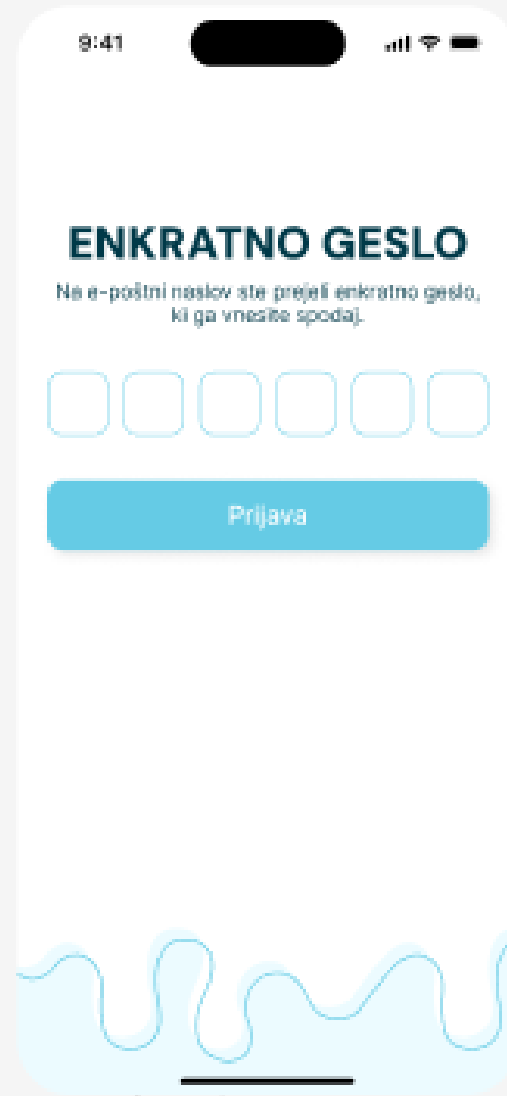 9:41
ENKRATNO GESLO
Na e-poštni naslov ste prejeli enkratno geslo,
ki ga vnesite spodaj.
Prijava